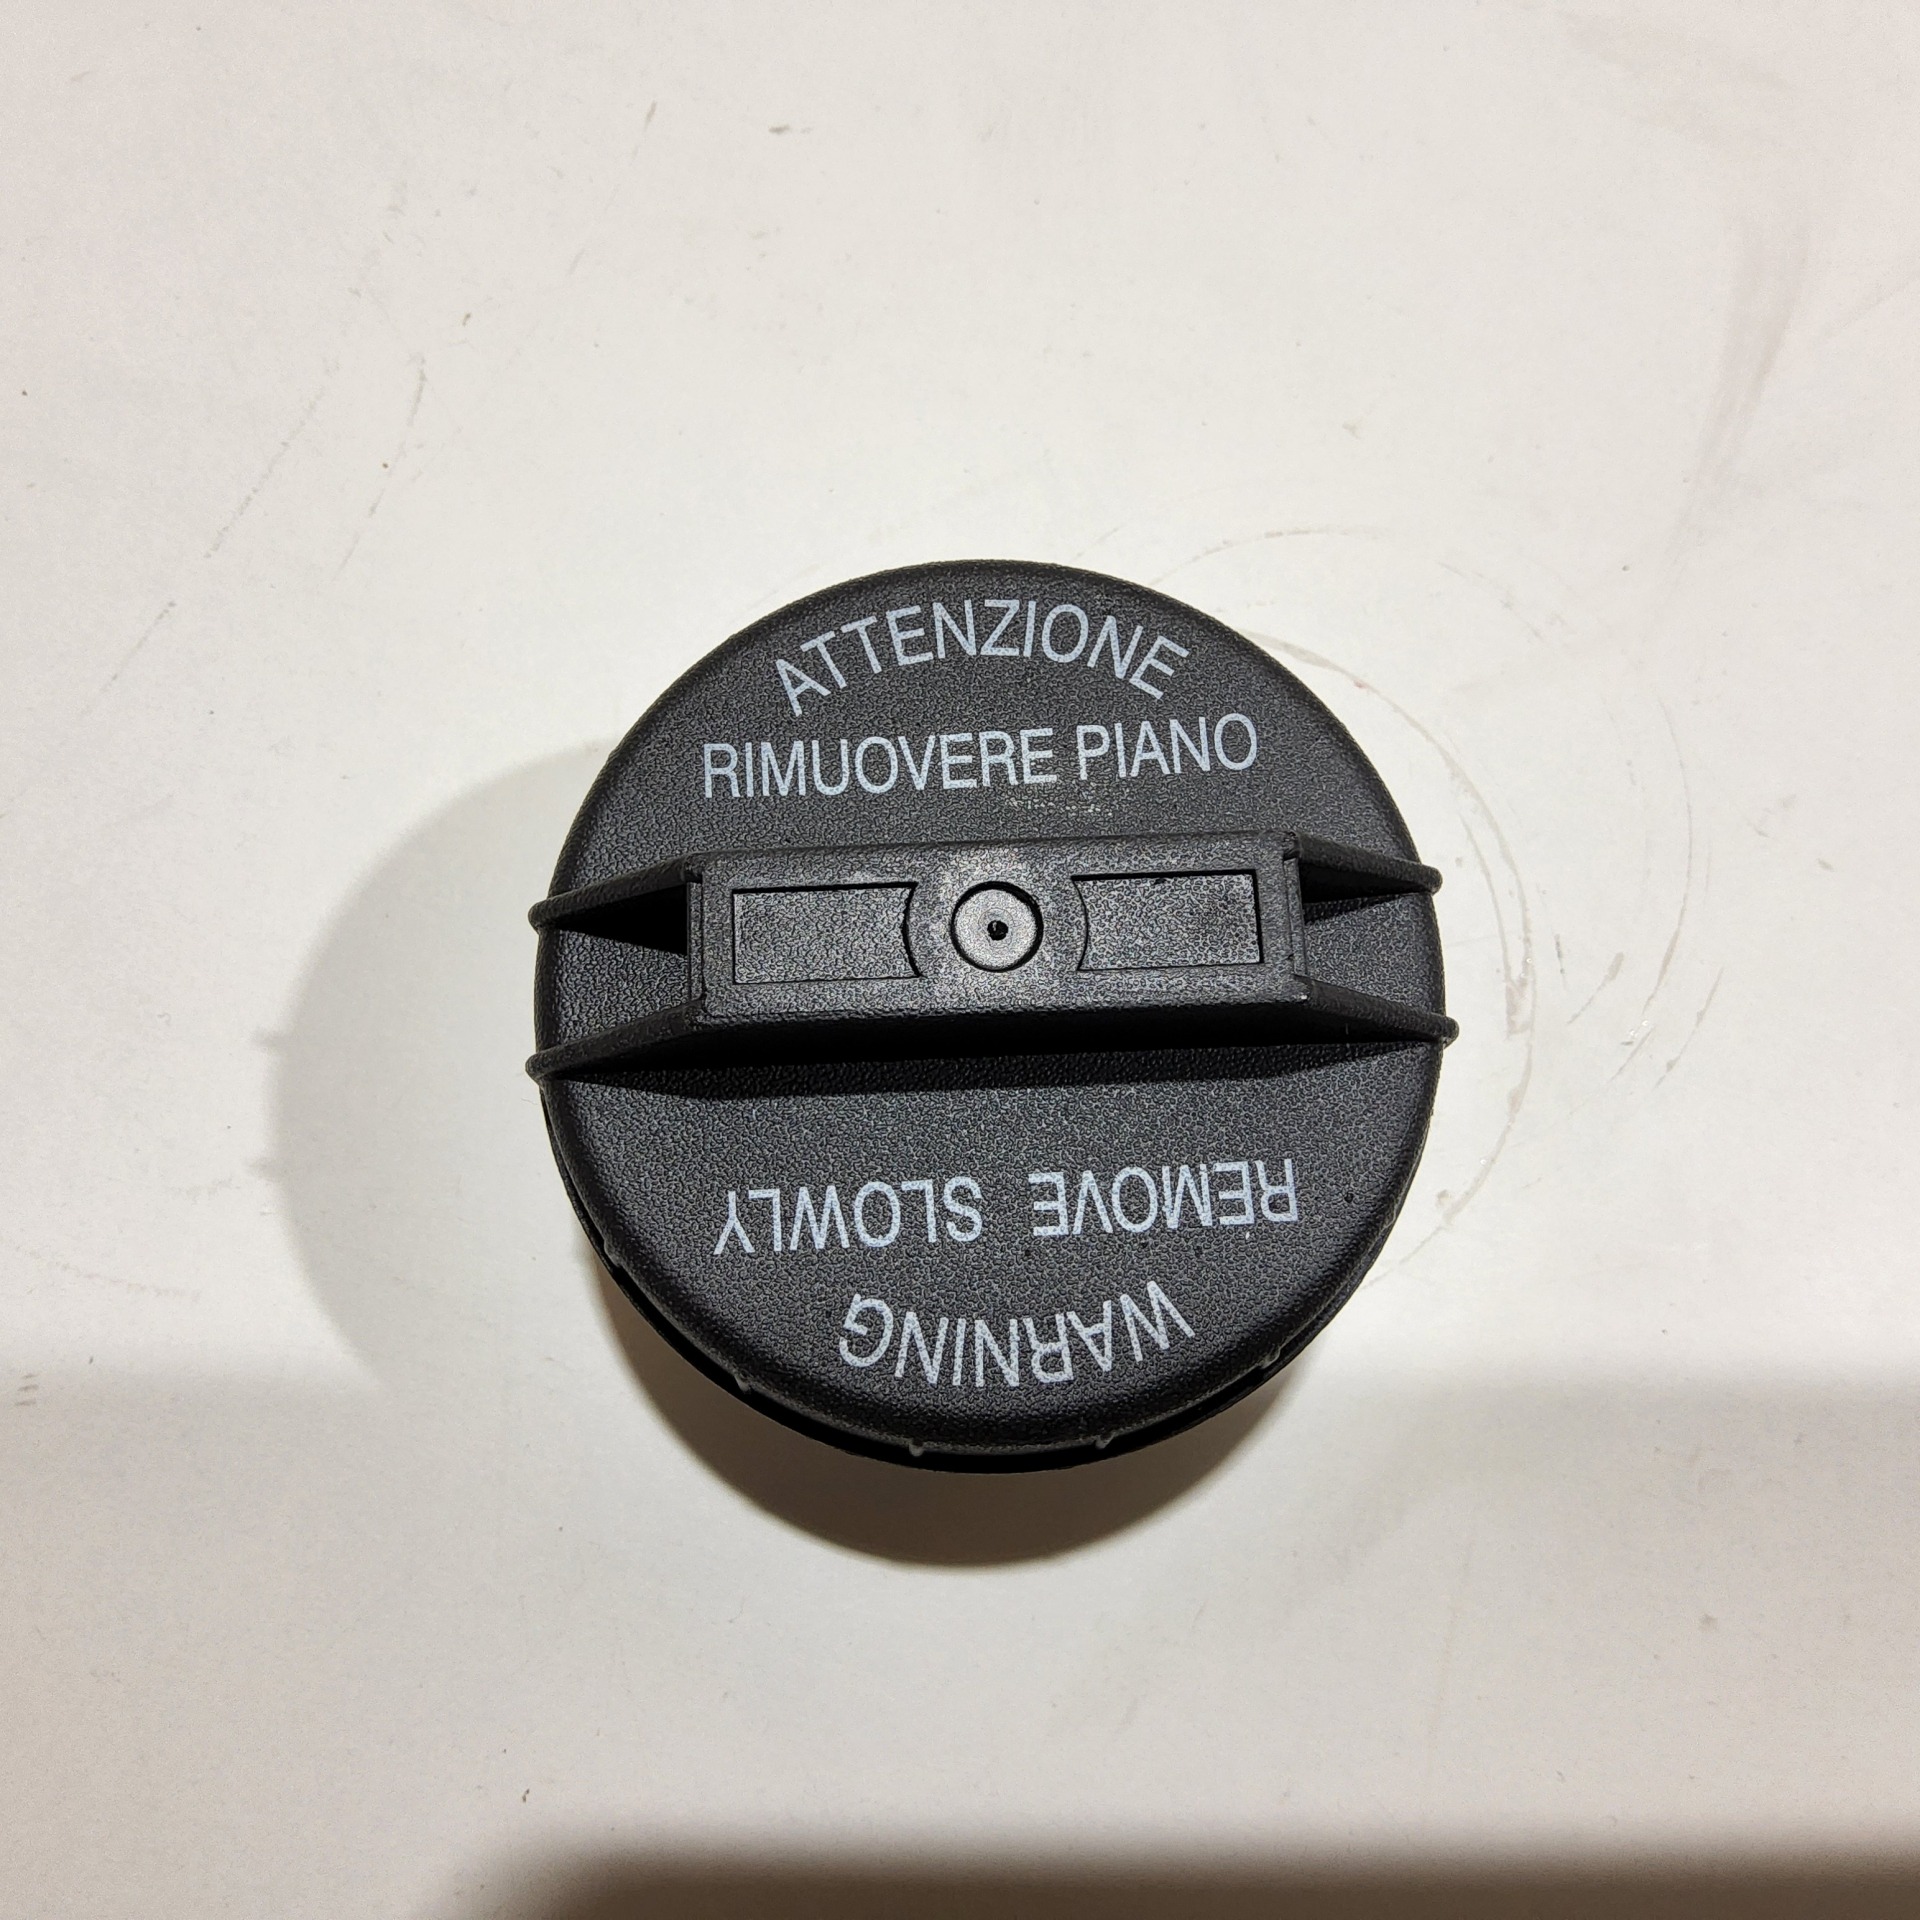 ATTENZIONE
RIMUOVERE PIANO
WARNING
REMOVE SLOWLY